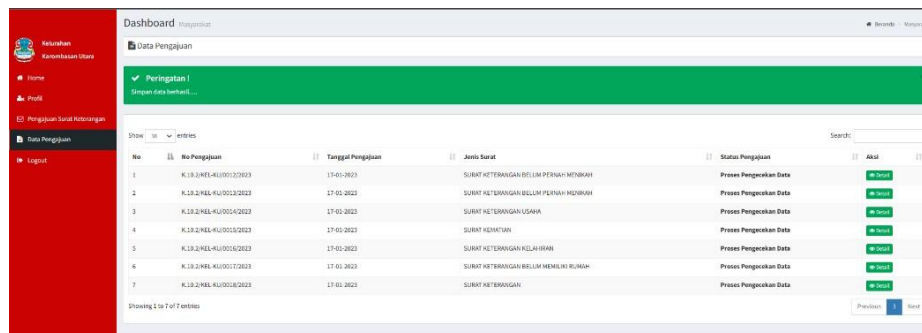 Dashboard Masyarakat
Beranda
Kelurahan
Karombasan Utara
Data Pengajuan
Home
Profil
Pengajuan Surat Keterangan
Data Pengajuan
Logout
Peringatan !
Simpan data berhasil.....
Show 10 entries
Search:
No No Pengajuan Tanggal Pengajuan Jenis Surat Status Pengajuan Aksi
1 K.10.2/KEL-KU/0012/2023 17-01-2023 SURAT KETERANGAN BELUM PERNAH MENIKAH Proses Pengecekan Data Detail
2 K.10.2/KEL-KU/0013/2023 17-01-2023 SURAT KETERANGAN BELUM PERNAH MENIKAH Proses Pengecekan Data Detail
3 K.10.2/KEL-KU/0014/2023 17-01-2023 SURAT KETERANGAN USAHA Proses Pengecekan Data Detail
4 K.10.2/KEL-KU/0015/2023 17-01-2023 SURAT KEMATIAN Proses Pengecekan Data Detail
5 K.10.2/KEL-KU/0016/2023 17-01-2023 SURAT KETERANGAN KELAHIRAN Proses Pengecekan Data Detail
6 K.10.2/KEL-KU/0017/2023 17-01-2023 SURAT KETERANGAN BELUM MEMILIKI RUMAH Proses Pengecekan Data Detail
7 K.10.2/KEL-KU/0018/2023 17-01-2023 SURAT KETERANGAN Proses Pengecekan Data Detail
Showing 1 to 7 of 7 entries
Previous 1 Next